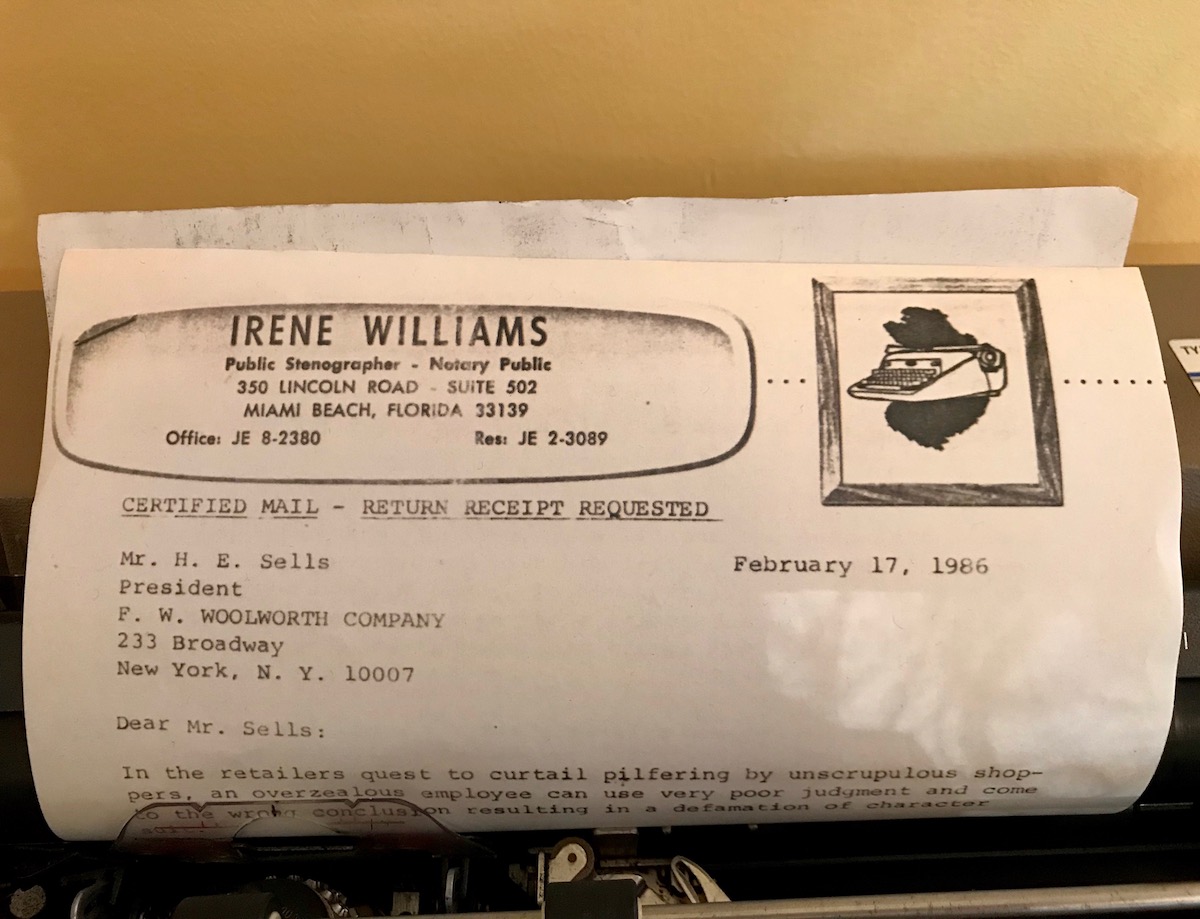 IRENE WILLIAMS
Public Stenographer - Notary Public
350 LINCOLN ROAD - SUITE 502
MIAMI BEACH, FLORIDA 33139
Office: JE 8-2380 Res: JE 2-3089
CERTIFIED MAIL - RETURN RECEIPT REQUESTED
Mr. H. E. Sells February 17, 1986
President
F. W. WOOLWORTH COMPANY
233 Broadway
New York, N. Y. 10007
Dear Mr. Sells:
In the retailers quest to curtail pilfering by unscrupulous shop-
pers, an overzealous employee can use very poor judgment and come
to the wrong conclusion resulting in a defamation of character